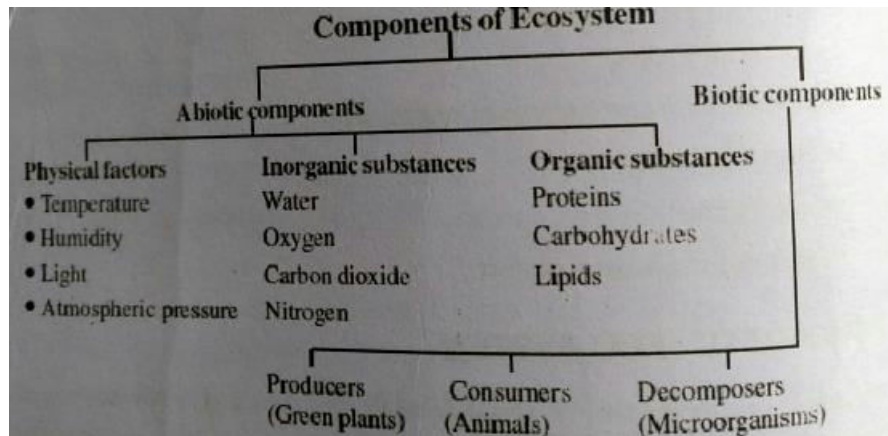 Components of Ecosystem
Abiotic components
Biotic components
Physical factors
• Temperature
• Humidity
• Light
• Atmospheric pressure
Inorganic substances
Water
Oxygen
Carbon dioxide
Nitrogen
Organic substances
Proteins
Carbohydrates
Lipids
Producers
(Green plants)
Consumers
(Animals)
Decomposers
(Microorganisms)